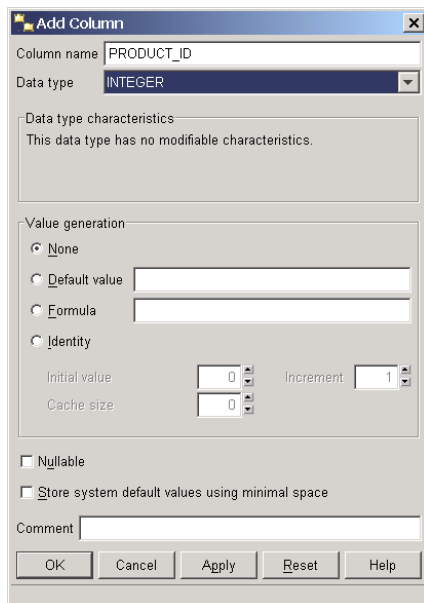 Add Column
Column name PRODUCT_ID
Data type INTEGER
Data type characteristics
This data type has no modifiable characteristics.
Value generation
None
Default value
Formula
Identity
Initial value 0 Increment 1
Cache size 0
Nullable
Store system default values using minimal space
Comment
OK Cancel Apply Reset Help